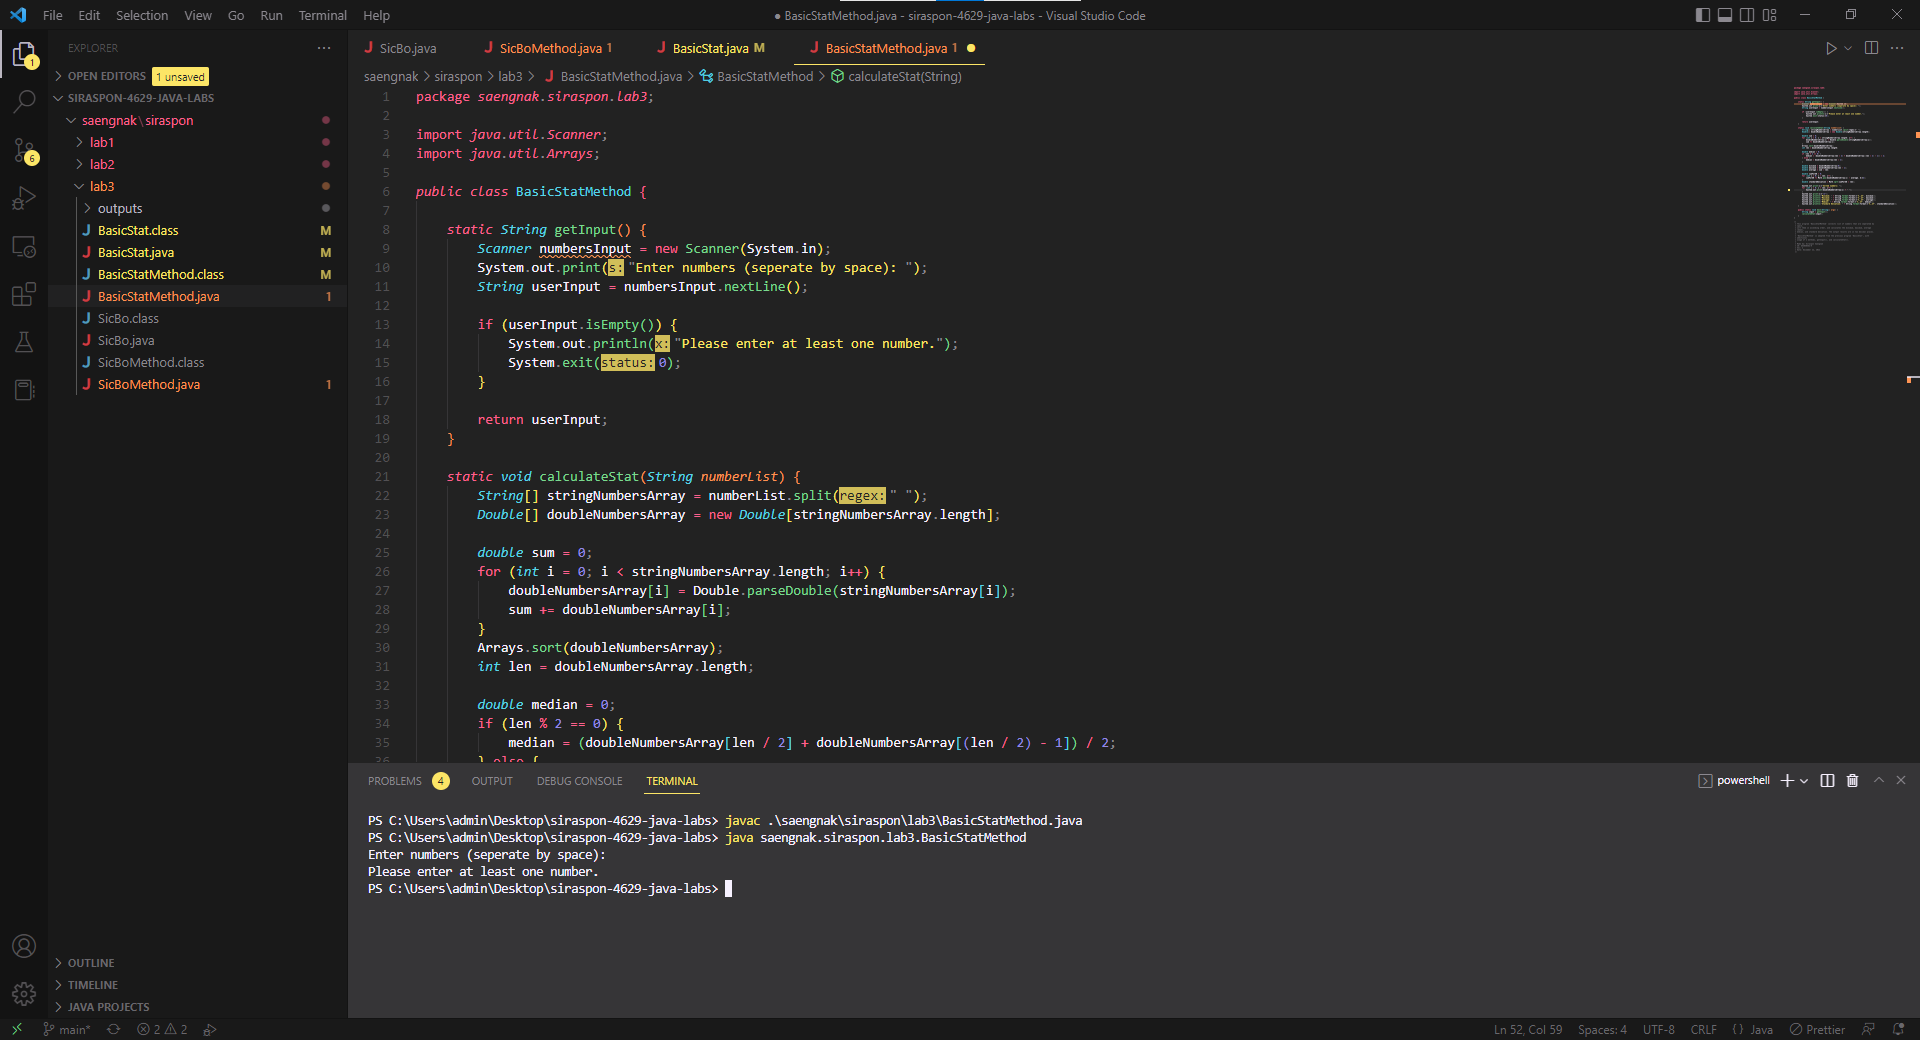 File Edit Selection View Go Run Terminal Help
● BasicStatMethod.java - siraspon-4629-java-labs - Visual Studio Code
EXPLORER
OPEN EDITORS 1 unsaved
SIRASPON-4629-JAVA-LABS
saengnak\siraspon
lab1
lab2
lab3
outputs
BasicStat.class M
BasicStat.java M
BasicStatMethod.class M
BasicStatMethod.java 1
SicBo.class
SicBo.java
SicBoMethod.class
SicBoMethod.java 1
OUTLINE
TIMELINE
JAVA PROJECTS
1
6
SicBo.java SicBoMethod.java 1 BasicStat.java M BasicStatMethod.java 1
saengnak > siraspon > lab3 > BasicStatMethod.java > BasicStatMethod > calculateStat(String)
1 package saengnak.siraspon.lab3;
2
3 import java.util.Scanner;
4 import java.util.Arrays;
5
6 public class BasicStatMethod {
7
8 static String getInput() {
9 Scanner numbersInput = new Scanner(System.in);
10 System.out.print(s: "Enter numbers (seperate by space): ");
11 String userInput = numbersInput.nextLine();
12
13 if (userInput.isEmpty()) {
14 System.out.println(x: "Please enter at least one number.");
15 System.exit(status: 0);
16 }
17
18 return userInput;
19 }
20
21 static void calculateStat(String numberList) {
22 String[] stringNumbersArray = numberList.split(regex: " ");
23 Double[] doubleNumbersArray = new Double[stringNumbersArray.length];
24
25 double sum = 0;
26 for (int i = 0; i < stringNumbersArray.length; i++) {
27 doubleNumbersArray[i] = Double.parseDouble(stringNumbersArray[i]);
28 sum += doubleNumbersArray[i];
29 }
30 Arrays.sort(doubleNumbersArray);
31 int len = doubleNumbersArray.length;
32
33 double median = 0;
34 if (len % 2 == 0) {
35 median = (doubleNumbersArray[len / 2] + doubleNumbersArray[(len / 2) - 1]) / 2;
36 } else {
PROBLEMS 4 OUTPUT DEBUG CONSOLE TERMINAL
powershell
PS C:\Users\admin\Desktop\siraspon-4629-java-labs> javac .\saengnak\siraspon\lab3\BasicStatMethod.java
PS C:\Users\admin\Desktop\siraspon-4629-java-labs> java saengnak.siraspon.lab3.BasicStatMethod
Enter numbers (seperate by space):
Please enter at least one number.
PS C:\Users\admin\Desktop\siraspon-4629-java-labs>
main* 2 2
Ln 52, Col 59 Spaces: 4 UTF-8 CRLF { } Java Prettier